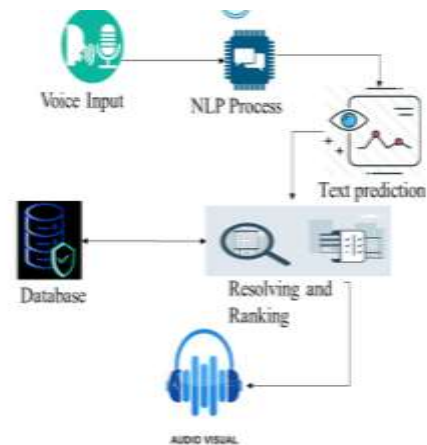 Voice Input
NLP Process
Text prediction
Database
Resolving and
Ranking
AUDIO VISUAL